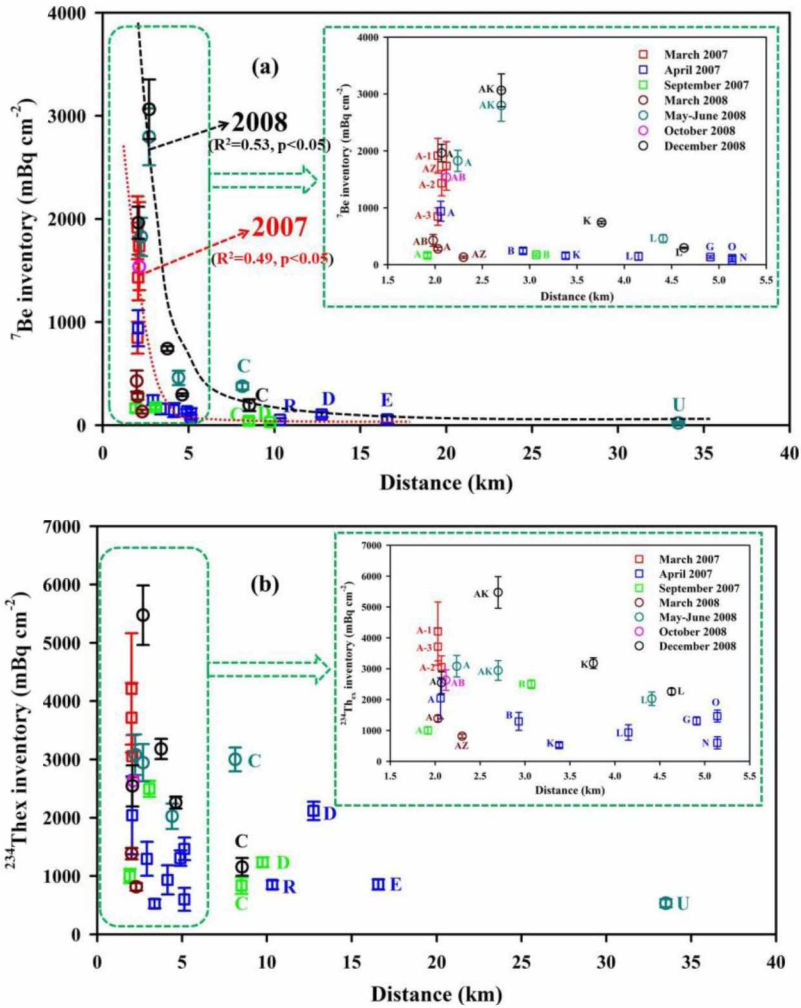 (a)
⁷Be inventory (mBq cm⁻²)
4000
3000
2000
1000
0
2008
(R²=0.53, p<0.05)
2007
(R²=0.49, p<0.05)
C
C
C
D
R
D
E
U
0 5 10 15 20 25 30 35 40
Distance (km)
⁷Be inventory (mBq cm⁻²)
4000
3000
2000
1000
0
March 2007
April 2007
September 2007
March 2008
May-June 2008
October 2008
December 2008
AK
AK
A-1
A
A
AZ
AB
A-2
A-3
A
K
AB
A
AZ
A
B
B
K
L
L
L
G
O
N
1.5 2.0 2.5 3.0 3.5 4.0 4.5 5.0 5.5
Distance (km)
(b)
²³⁴Thex inventory (mBq cm⁻²)
7000
6000
5000
4000
3000
2000
1000
0
C
D
C
D
C
R
E
U
0 5 10 15 20 25 30 35 40
Distance (km)
²³⁴Thₑₓ inventory (mBq cm⁻²)
7000
6000
5000
4000
3000
2000
1000
0
March 2007
April 2007
September 2007
March 2008
May-June 2008
October 2008
December 2008
AK
A-1
A-3
A-2
A
AK
K
A
AB
B
A
L
L
A
A
AZ
B
K
L
G
O
N
1.5 2.0 2.5 3.0 3.5 4.0 4.5 5.0 5.5
Distance (km)